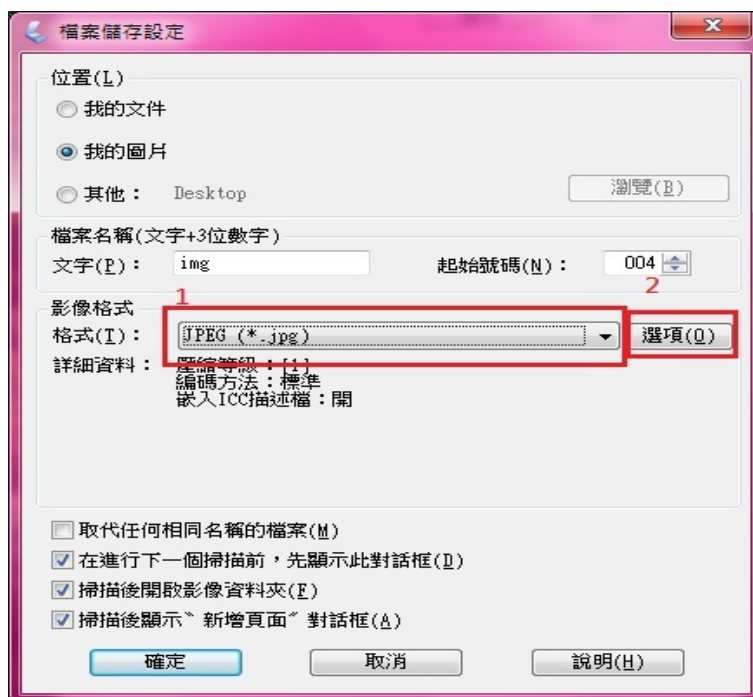 檔案儲存設定
位置(L)
我的文件
我的圖片
其他： Desktop 瀏覽(B)
檔案名稱(文字+3位數字)
文字(P)： img 起始號碼(N)： 004
1 2
影像格式
格式(T)： JPEG (*.jpg) 選項(O)
詳細資料： 壓縮等級：[1]
編碼方法：標準
嵌入ICC描述檔：開
取代任何相同名稱的檔案(M)
在進行下一個掃描前，先顯示此對話框(D)
掃描後開啟影像資料夾(F)
掃描後顯示〝新增頁面〞對話框(A)
確定 取消 說明(H)